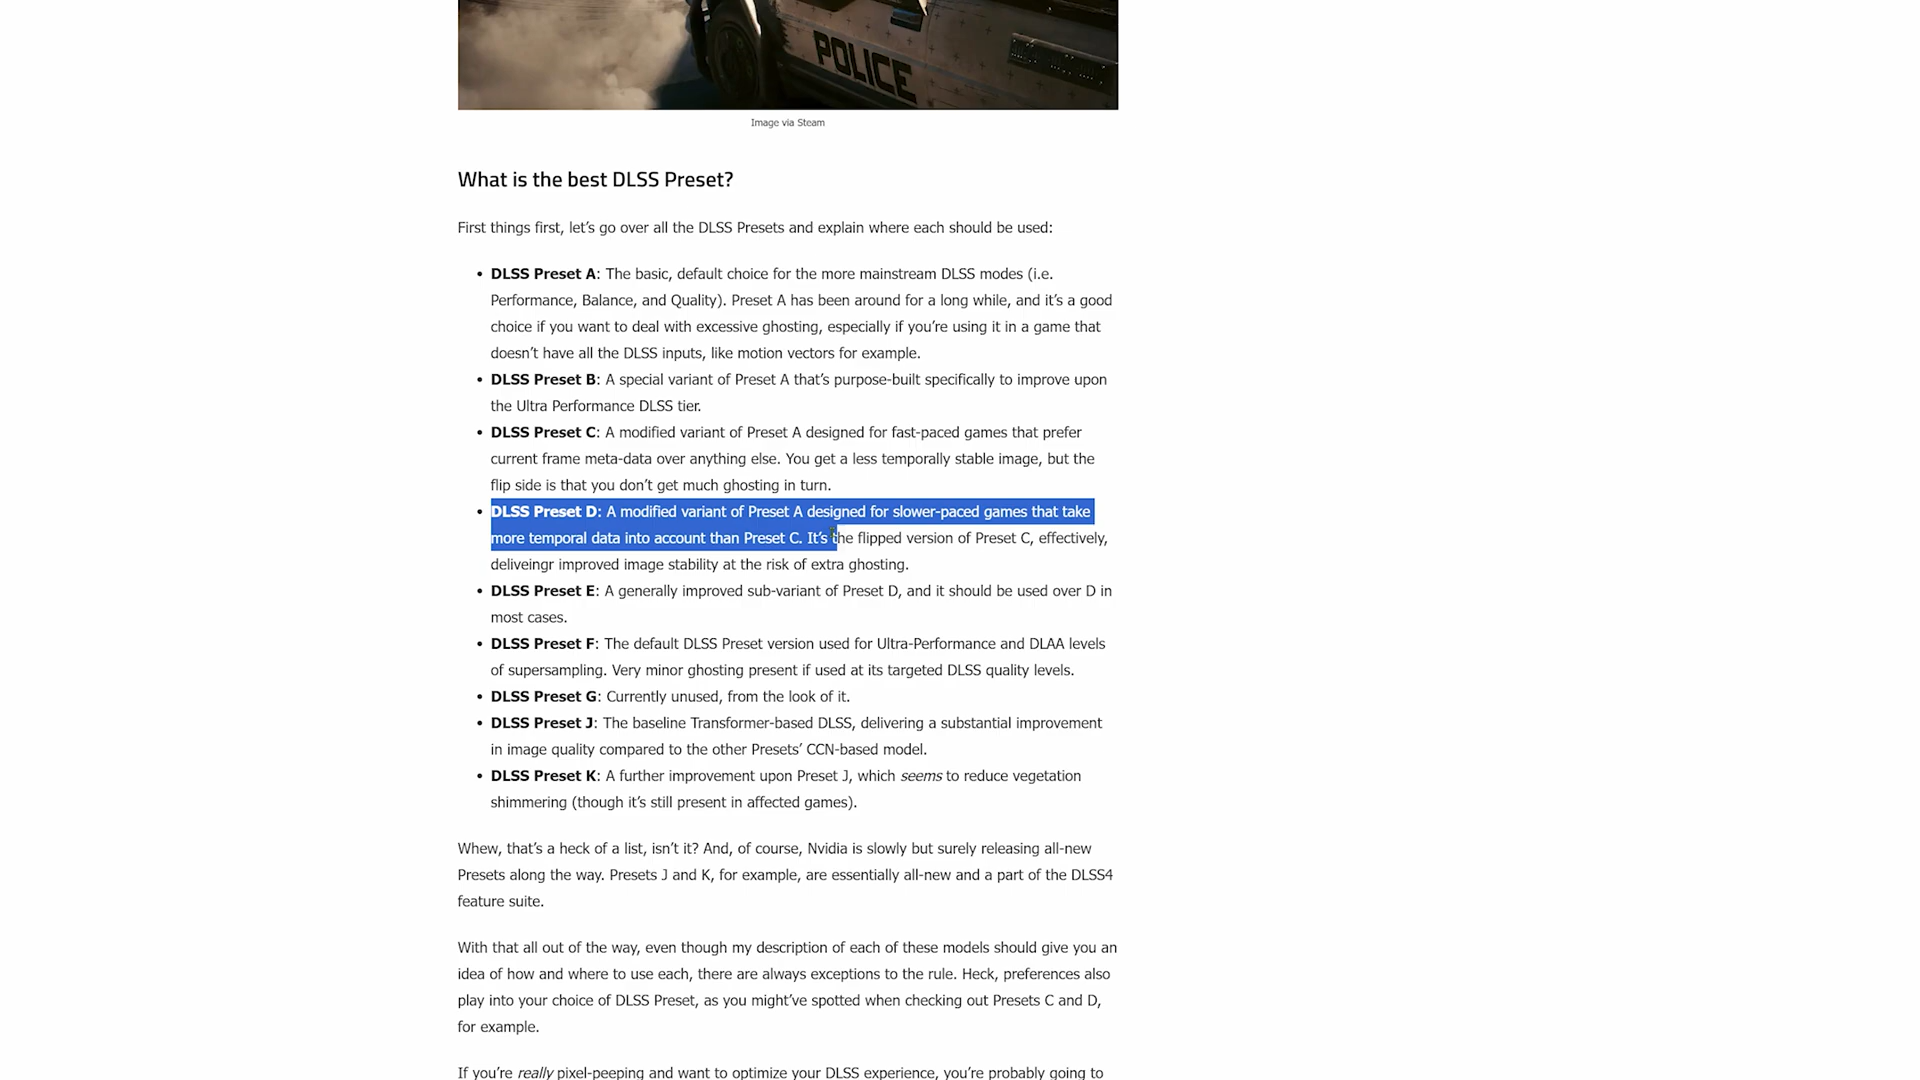 POLICE
Image via Steam
What is the best DLSS Preset?
First things first, let’s go over all the DLSS Presets and explain where each should be used:
• DLSS Preset A: The basic, default choice for the more mainstream DLSS modes (i.e.
Performance, Balance, and Quality). Preset A has been around for a long while, and it’s a good
choice if you want to deal with excessive ghosting, especially if you’re using it in a game that
doesn’t have all the DLSS inputs, like motion vectors for example.
• DLSS Preset B: A special variant of Preset A that’s purpose-built specifically to improve upon
the Ultra Performance DLSS tier.
• DLSS Preset C: A modified variant of Preset A designed for fast-paced games that prefer
current frame meta-data over anything else. You get a less temporally stable image, but the
flip side is that you don’t get much ghosting in turn.
• DLSS Preset D: A modified variant of Preset A designed for slower-paced games that take
more temporal data into account than Preset C. It’s the flipped version of Preset C, effectively,
deliveingr improved image stability at the risk of extra ghosting.
• DLSS Preset E: A generally improved sub-variant of Preset D, and it should be used over D in
most cases.
• DLSS Preset F: The default DLSS Preset version used for Ultra-Performance and DLAA levels
of supersampling. Very minor ghosting present if used at its targeted DLSS quality levels.
• DLSS Preset G: Currently unused, from the look of it.
• DLSS Preset J: The baseline Transformer-based DLSS, delivering a substantial improvement
in image quality compared to the other Presets’ CCN-based model.
• DLSS Preset K: A further improvement upon Preset J, which seems to reduce vegetation
shimmering (though it’s still present in affected games).
Whew, that’s a heck of a list, isn’t it? And, of course, Nvidia is slowly but surely releasing all-new
Presets along the way. Presets J and K, for example, are essentially all-new and a part of the DLSS4
feature suite.
With that all out of the way, even though my description of each of these models should give you an
idea of how and where to use each, there are always exceptions to the rule. Heck, preferences also
play into your choice of DLSS Preset, as you might’ve spotted when checking out Presets C and D,
for example.
If you’re really pixel-peeping and want to optimize your DLSS experience, you’re probably going to